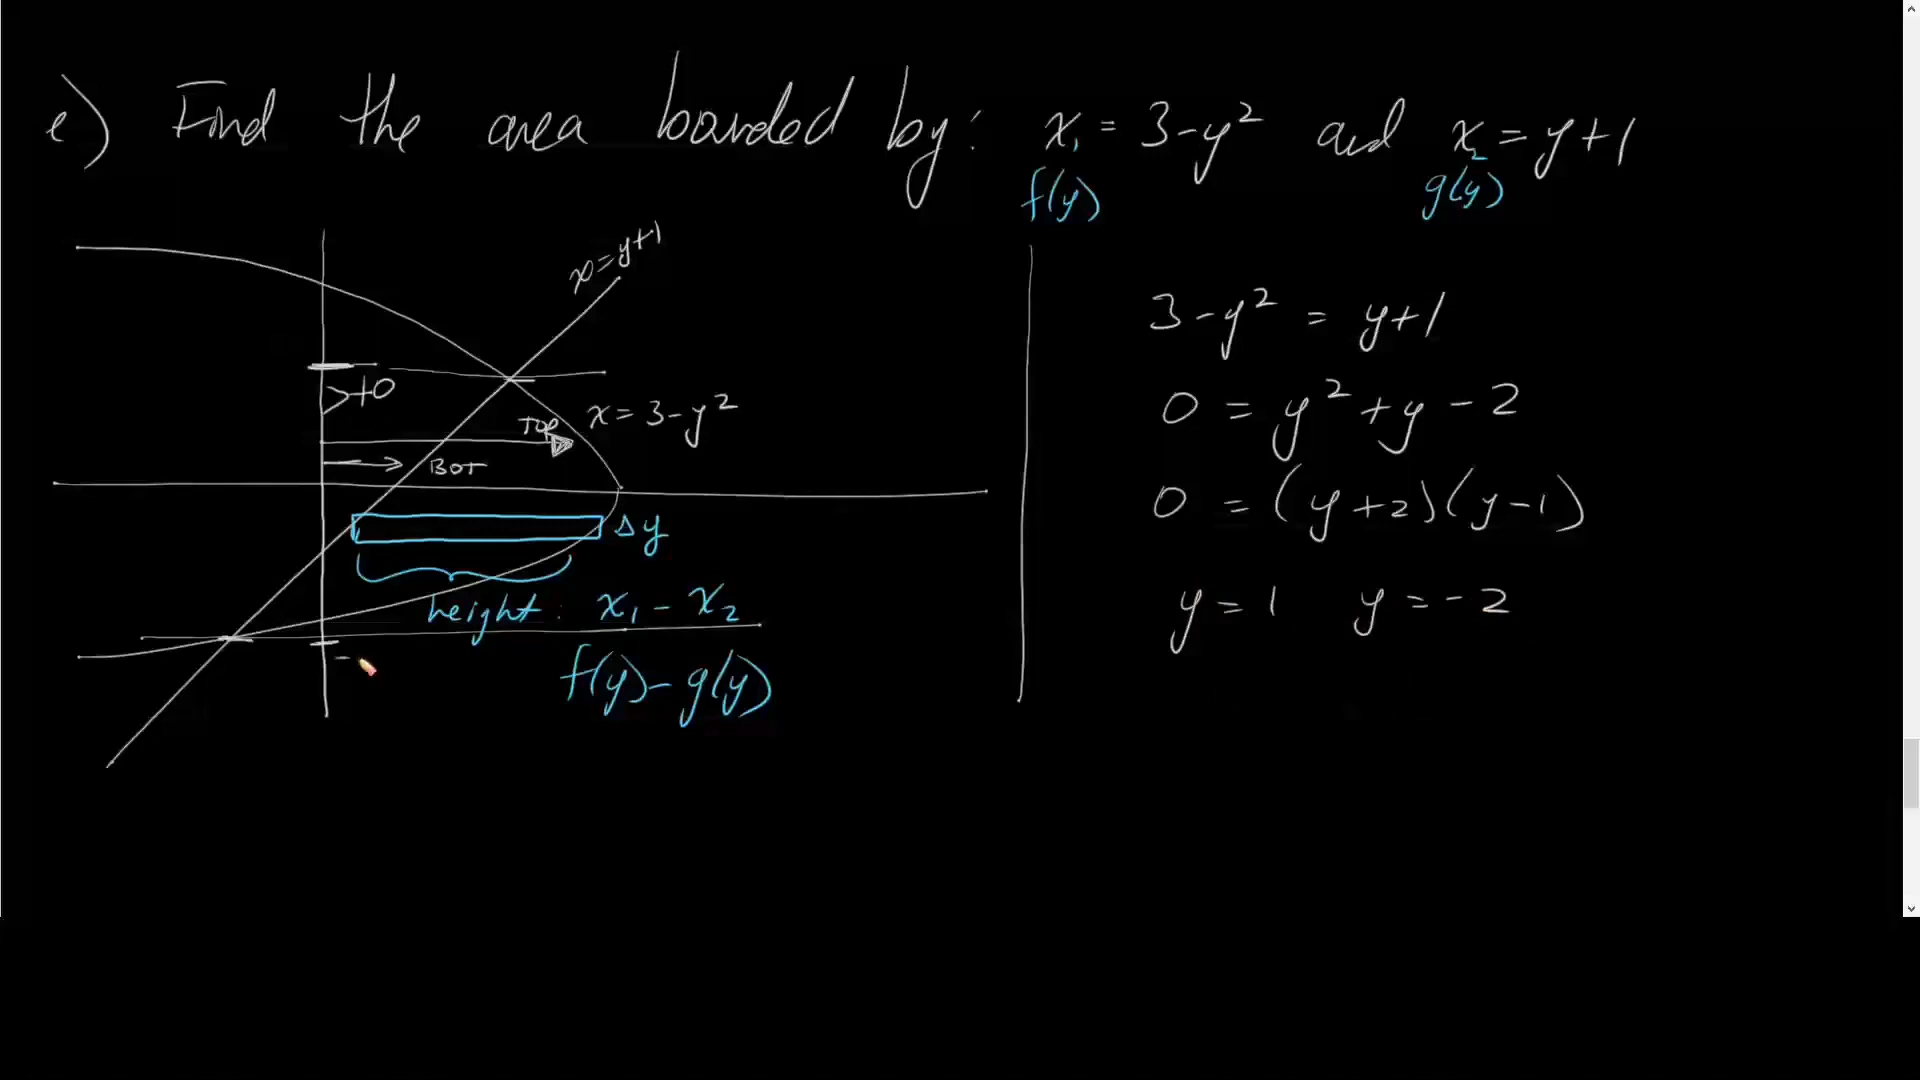 e) Find the area bounded by: x₁ = 3-y² and x₂ = y+1
f(y) g(y)
x=y+1
>+0
x=3-y²
TOP
BOT
Δy
height: x₁ - x₂
f(y)-g(y)
-
3-y² = y+1
0 = y²+y-2
0 = (y+2)(y-1)
y=1 y=-2